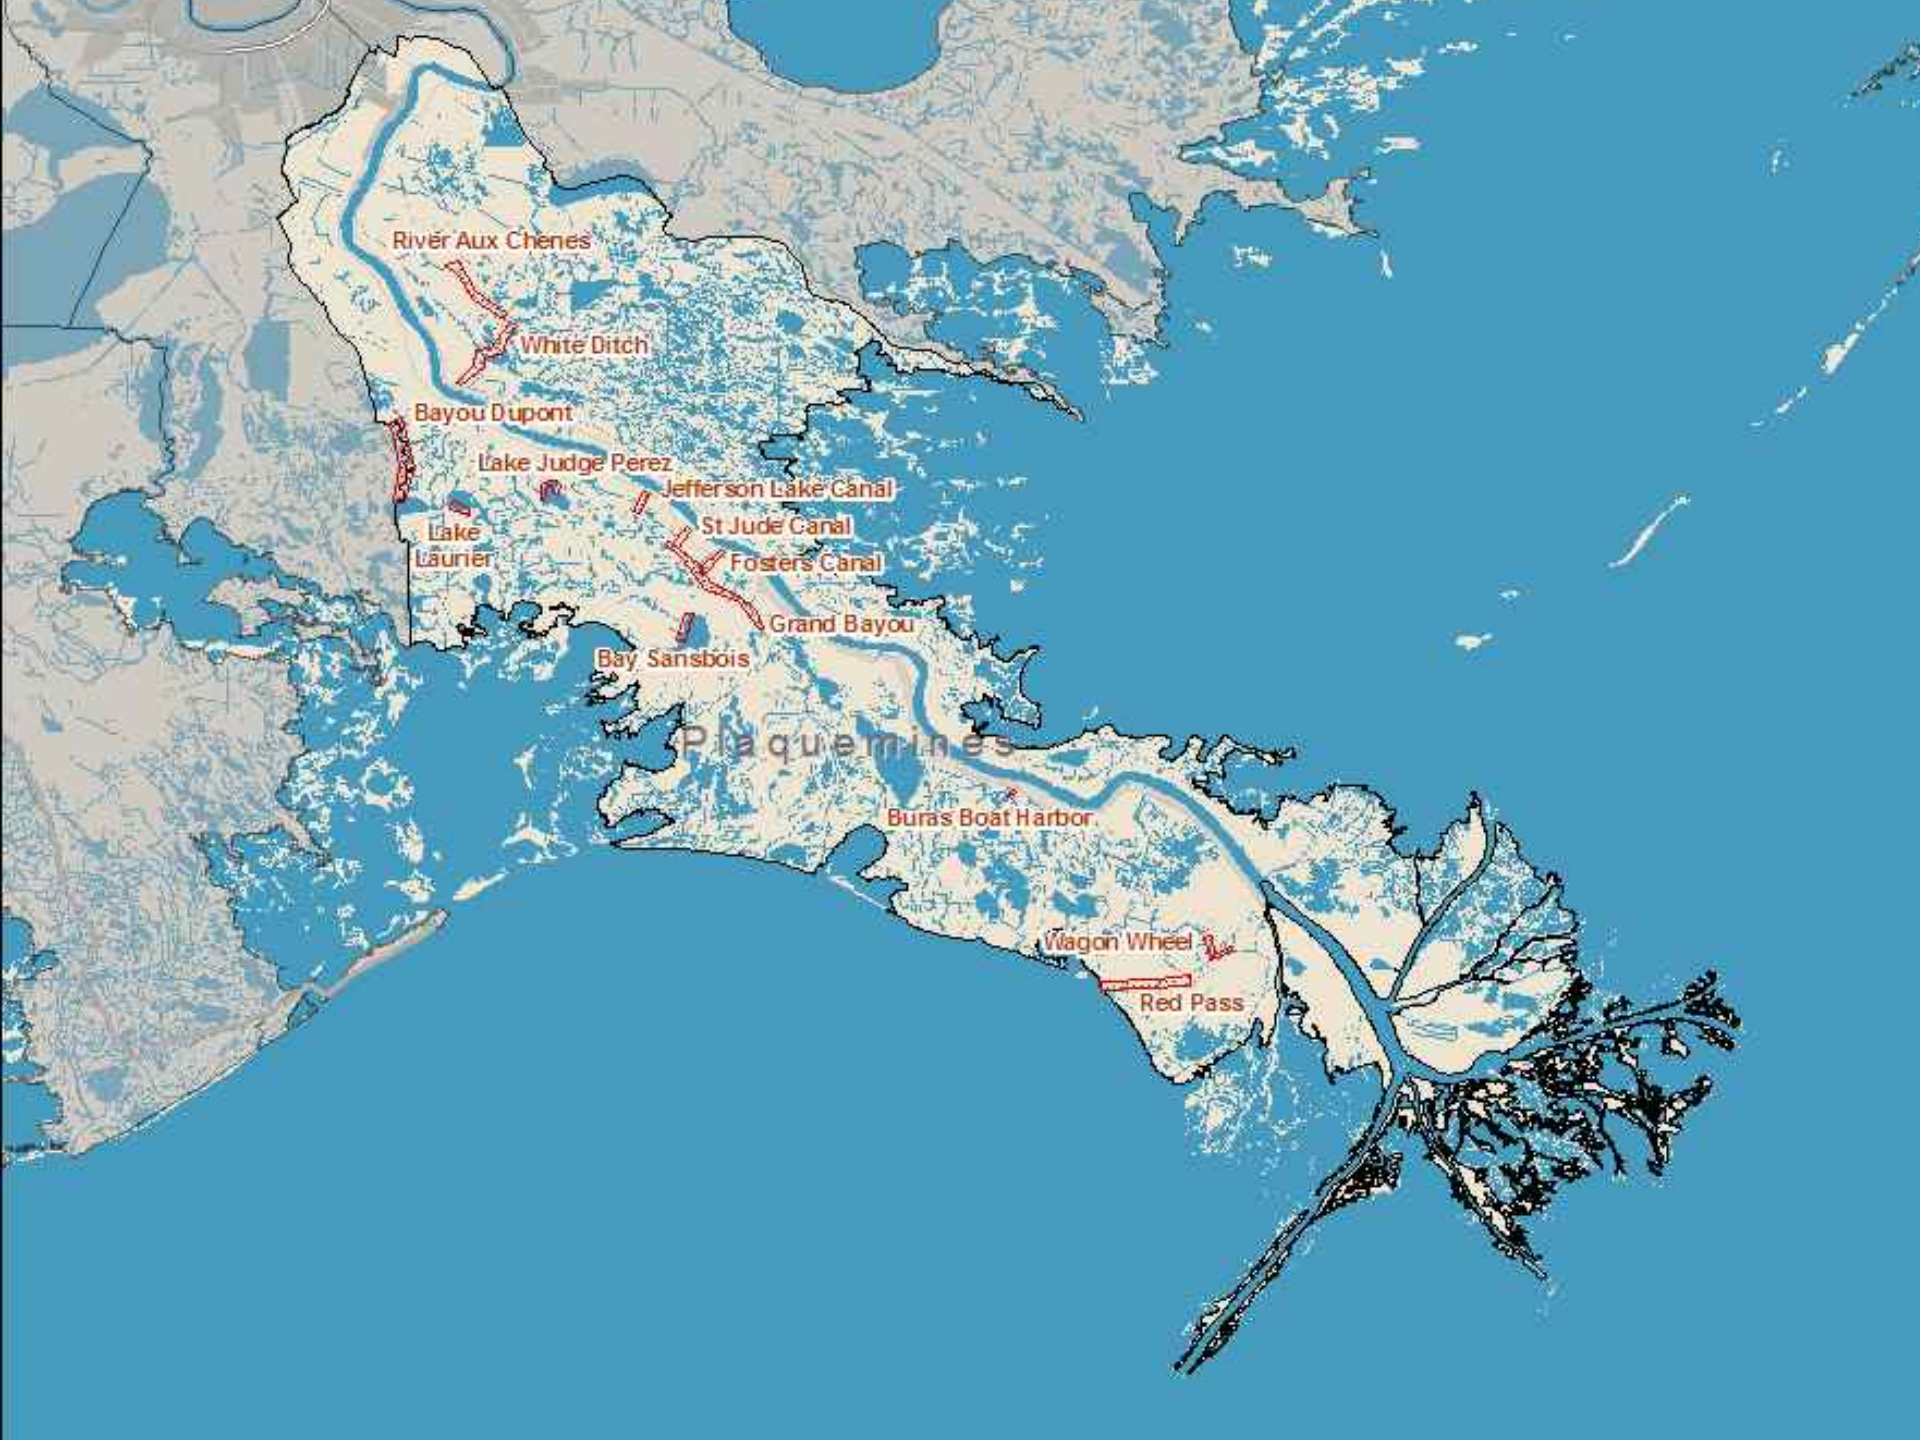 River Aux Chenes
White Ditch
Bayou Dupont
Lake Judge Perez
Jefferson Lake Canal
St Jude Canal
Lake
Laurier
Fosters Canal
Grand Bayou
Bay Sansbois
Plaquemines
Buras Boat Harbor
Wagon Wheel
Red Pass